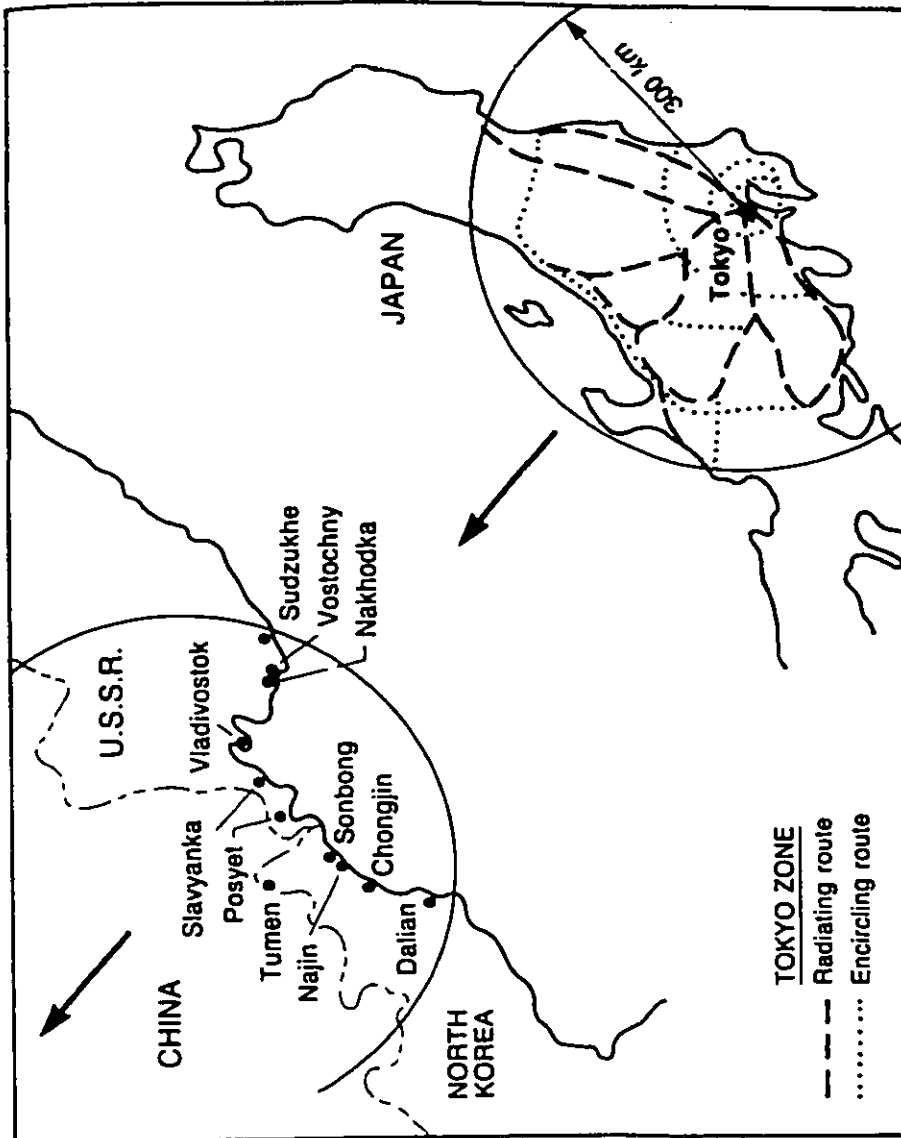 U.S.S.R.
CHINA
Vladivostok
Slavyanka
Posyet
Tumen
Najin
Sudzukhe
Vostochny
Nakhodka
Sonbong
Chongjin
Dalian
NORTH
KOREA
JAPAN
300 km
Tokyo
TOKYO ZONE
Radiating route
Encircling route